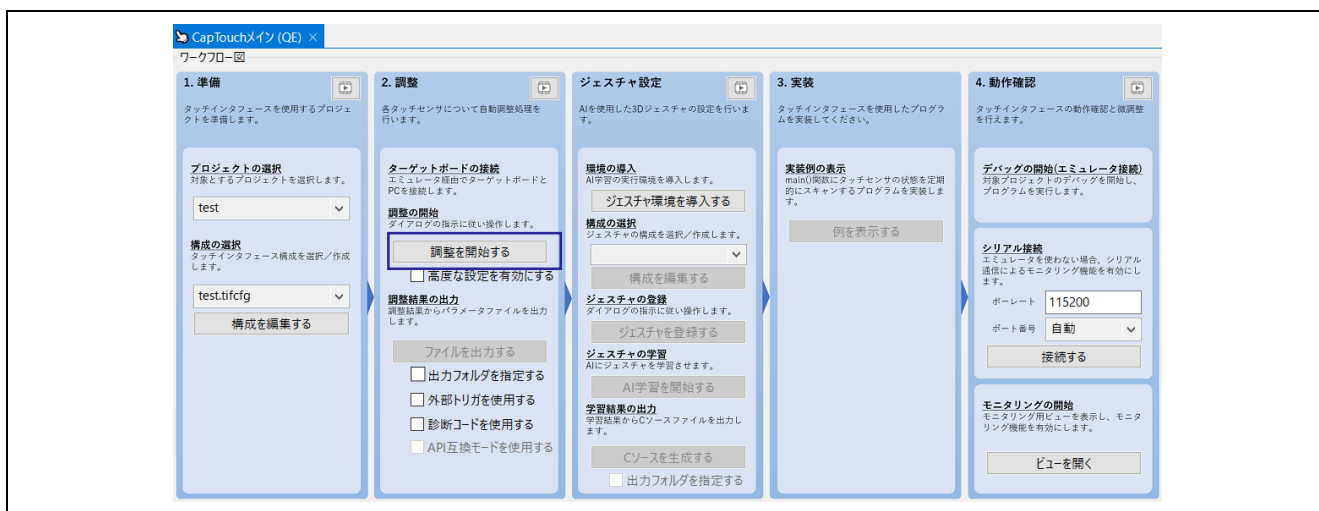 CapTouchメイン (QE) ×
ワークフロー図
1. 準備
タッチインタフェースを使用するプロジェ
クトを準備します。
プロジェクトの選択
対象とするプロジェクトを選択します。
test
構成の選択
タッチインタフェース構成を選択／作成
します。
test.tifcfg
構成を編集する
2. 調整
各タッチセンサについて自動調整処理を
行います。
ターゲットボードの接続
エミュレータ経由でターゲットボードと
PCを接続します。
調整の開始
ダイアログの指示に従い操作します。
調整を開始する
高度な設定を有効にする
調整結果の出力
調整結果からパラメータファイルを出力
します。
ファイルを出力する
出力フォルダを指定する
外部トリガを使用する
診断コードを使用する
API互換モードを使用する
ジェスチャ設定
AIを使用した3Dジェスチャの設定を行いま
す。
環境の導入
AI学習の実行環境を導入します。
ジェスチャ環境を導入する
構成の選択
ジェスチャの構成を選択／作成します。
構成を編集する
ジェスチャの登録
ダイアログの指示に従い操作します。
ジェスチャを登録する
ジェスチャの学習
AIにジェスチャを学習させます。
AI学習を開始する
学習結果の出力
学習結果からCソースファイルを出力し
ます。
Cソースを生成する
出力フォルダを指定する
3. 実装
タッチインタフェースを使用したプログラ
ムを実装してください。
実装例の表示
main()関数にタッチセンサの状態を定期
的にスキャンするプログラムを実装しま
す。
例を表示する
4. 動作確認
タッチインタフェースの動作確認と微調整
を行えます。
デバッグの開始(エミュレータ接続)
対象プロジェクトのデバッグを開始し、
プログラムを実行します。
シリアル接続
エミュレータを使わない場合、シリアル
通信によるモニタリング機能を有効にし
ます。
ボーレート 115200
ポート番号 自動
接続する
モニタリングの開始
モニタリング用ビューを表示し、モニタ
リング機能を有効にします。
ビューを開く